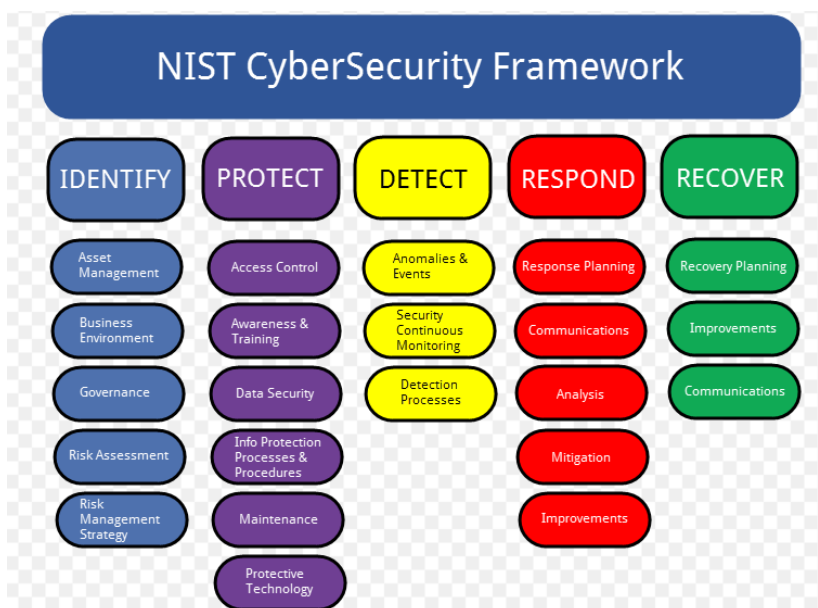 NIST CyberSecurity Framework
IDENTIFY
Asset
Management
Business
Environment
Governance
Risk Assessment
Risk
Management
Strategy
PROTECT
Access Control
Awareness &
Training
Data Security
Info Protection
Processes &
Procedures
Maintenance
Protective
Technology
DETECT
Anomalies &
Events
Security
Continuous
Monitoring
Detection
Processes
RESPOND
Response Planning
Communications
Analysis
Mitigation
Improvements
RECOVER
Recovery Planning
Improvements
Communications